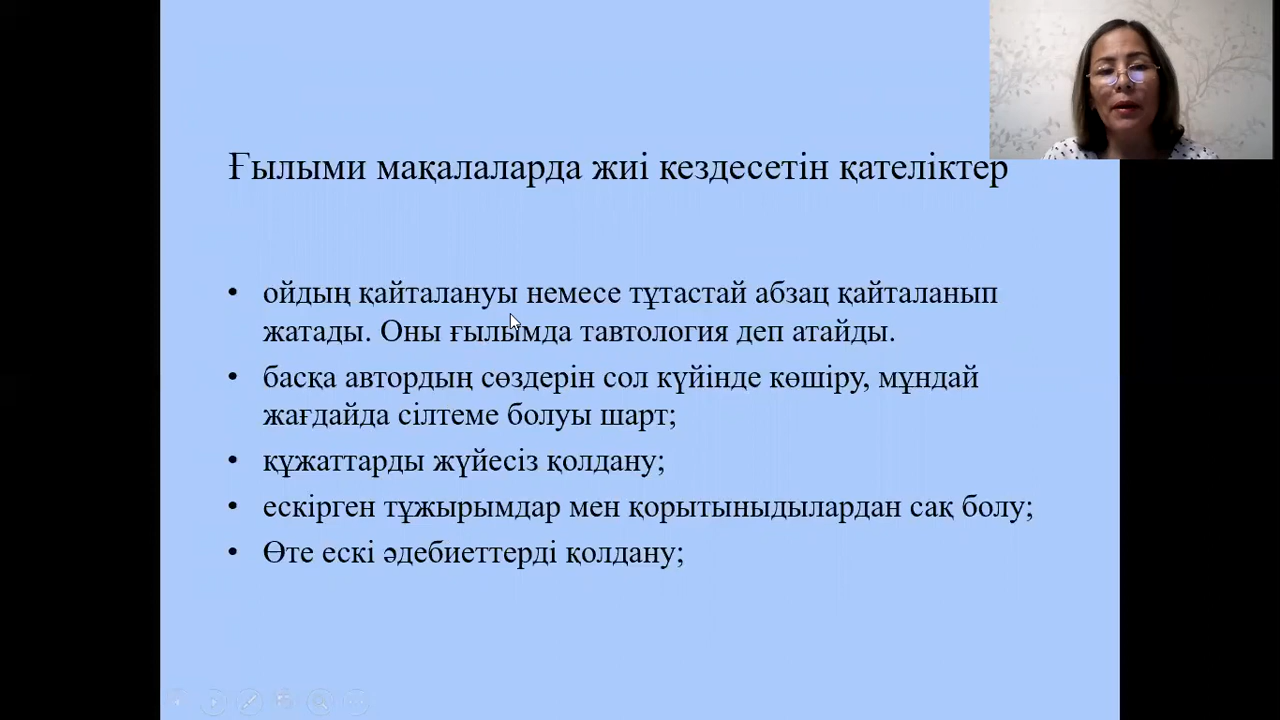 Ғылыми мақалаларда жиі кездесетін қателіктер
• ойдың қайталануы немесе тұтастай абзац қайталанып
жатады. Оны ғылымда тавтология деп атайды.
• басқа автордың сөздерін сол күйінде көшіру, мұндай
жағдайда сілтеме болуы шарт;
• құжаттарды жүйесіз қолдану;
• ескірген тұжырымдар мен қорытыныдылардан сақ болу;
• Өте ескі әдебиеттерді қолдану;